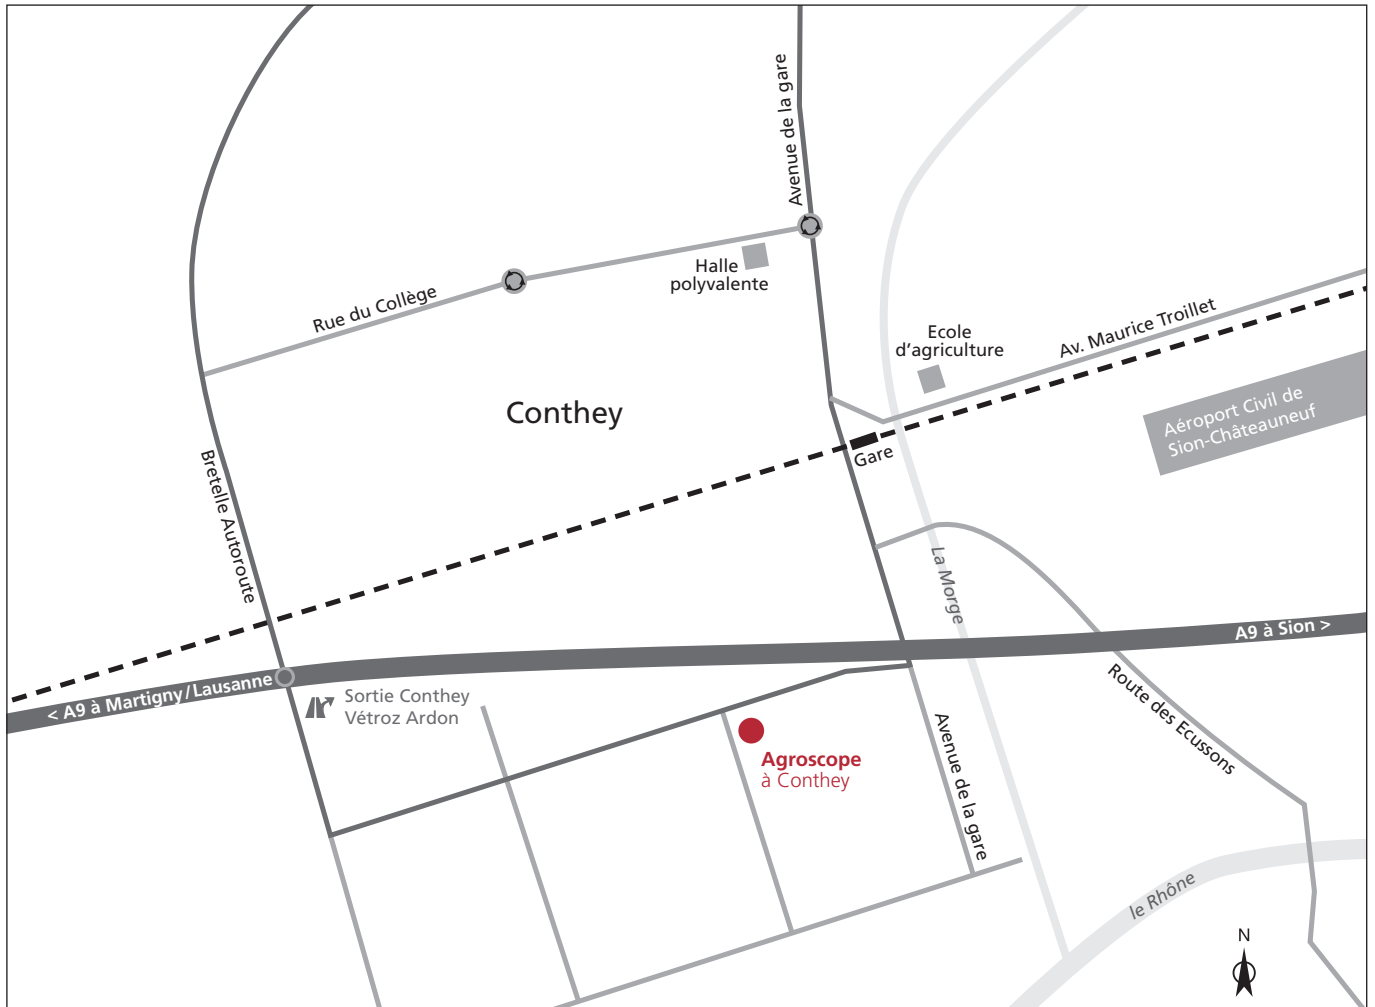 Avenue de la gare
Halle
polyvalente
Rue du Collège
Ecole
d'agriculture
Av. Maurice Troillet
Aéroport Civil de
Sion-Châteauneuf
Conthey
Gare
Bretelle Autoroute
La Morge
A9 à Sion >
< A9 à Martigny/Lausanne
Sortie Conthey
Vétroz Ardon
Route des Ecussons
Agroscope
à Conthey
Avenue de la gare
le Rhône
N